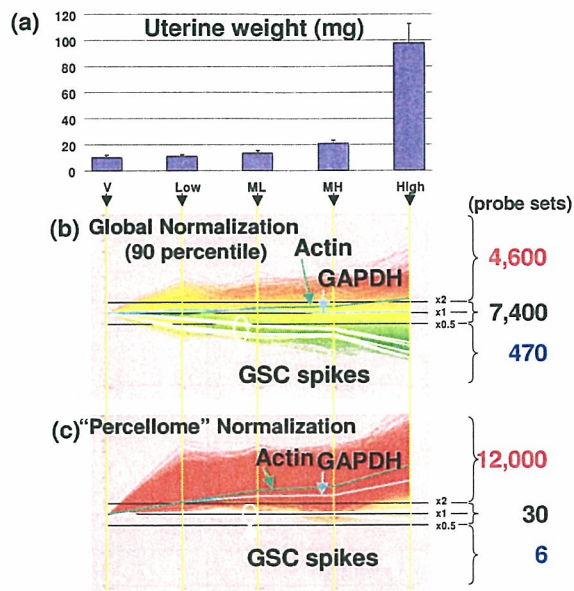 (a)
Uterine weight (mg)
120
100
80
60
40
20
0
V Low ML MH High
(probe sets)
(b) Global Normalization
(90 percentile)
Actin
GAPDH
GSC spikes
x2
x1
x0.5
4,600
7,400
470
(c) "Percellome" Normalization
Actin GAPDH
GSC spikes
x2
x1
x0.5
12,000
30
6